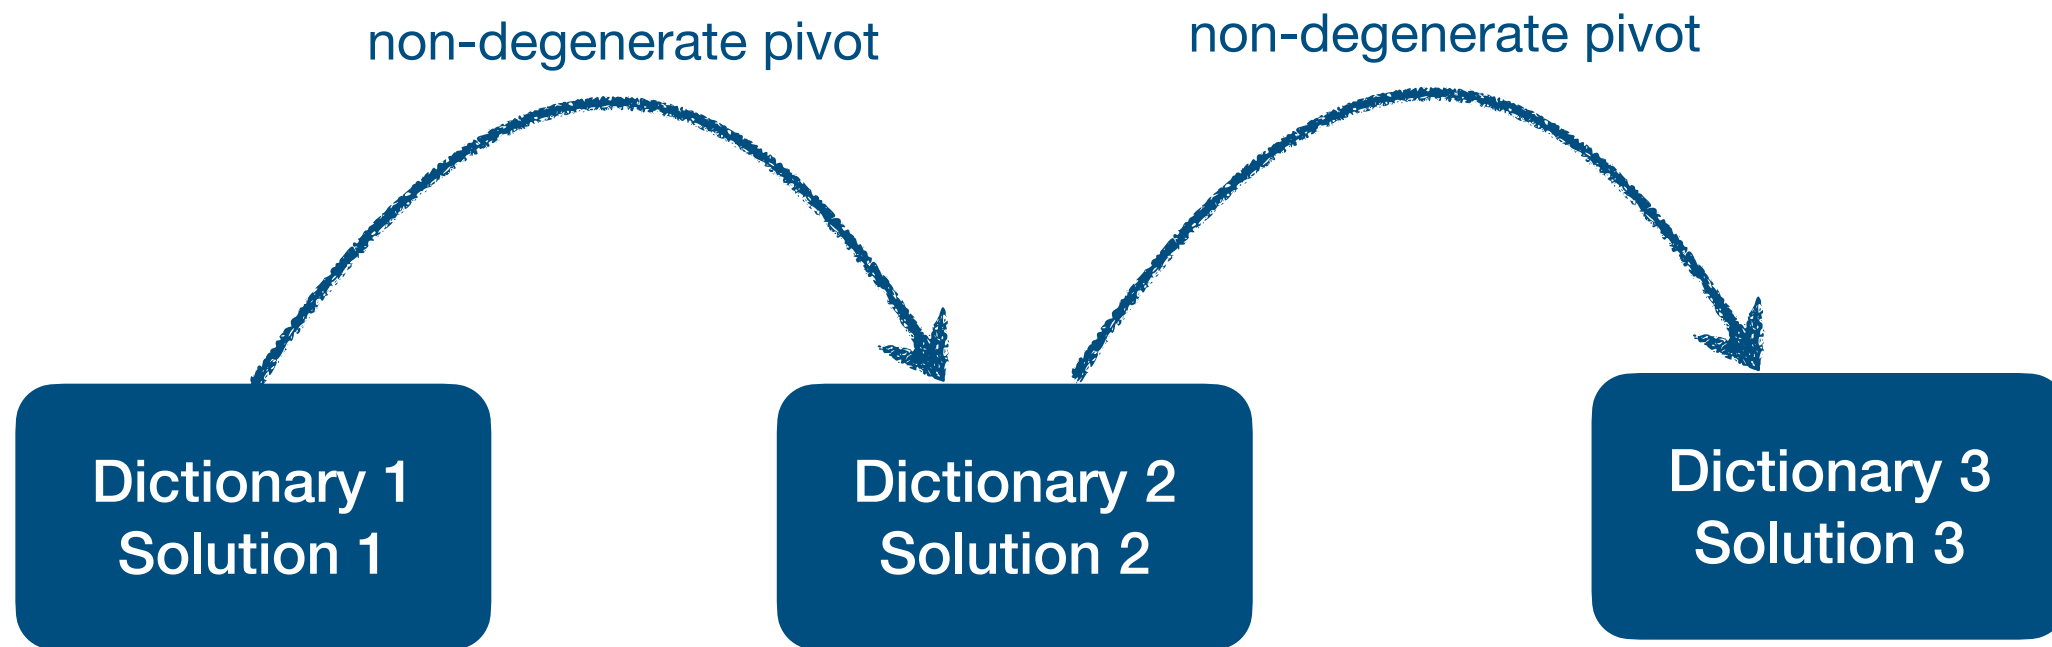 non-degenerate pivot
non-degenerate pivot
Dictionary 1
Solution 1
Dictionary 2
Solution 2
Dictionary 3
Solution 3